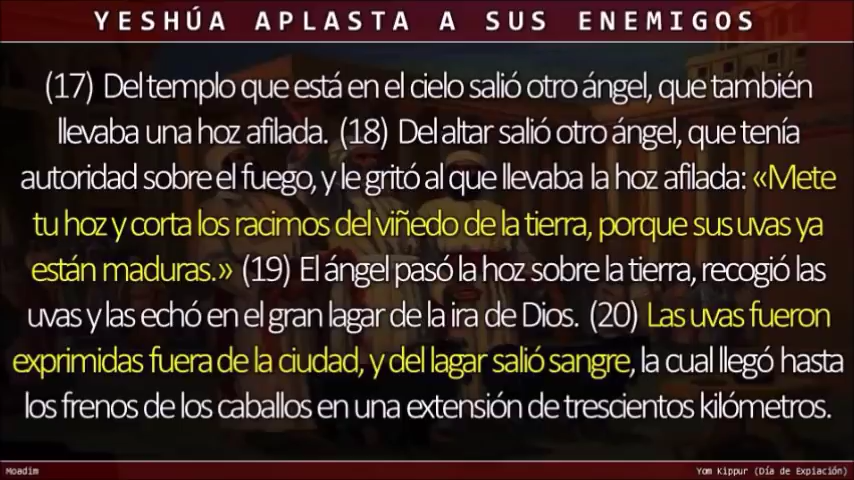 YESHÚA APLASTA A SUS ENEMIGOS
(17) Del templo que está en el cielo salió otro ángel, que también
llevaba una hoz afilada. (18) Del altar salió otro ángel, que tenía
autoridad sobre el fuego, y le gritó al que llevaba la hoz afilada: «Mete
tu hoz y corta los racimos del viñedo de la tierra, porque sus uvas ya
están maduras.» (19) El ángel pasó la hoz sobre la tierra, recogió las
uvas y las echó en el gran lagar de la ira de Dios. (20) Las uvas fueron
exprimidas fuera de la ciudad, y del lagar salió sangre, la cual llegó hasta
los frenos de los caballos en una extensión de trescientos kilómetros.
Moadim
Yom Kippur (Día de Expiación)